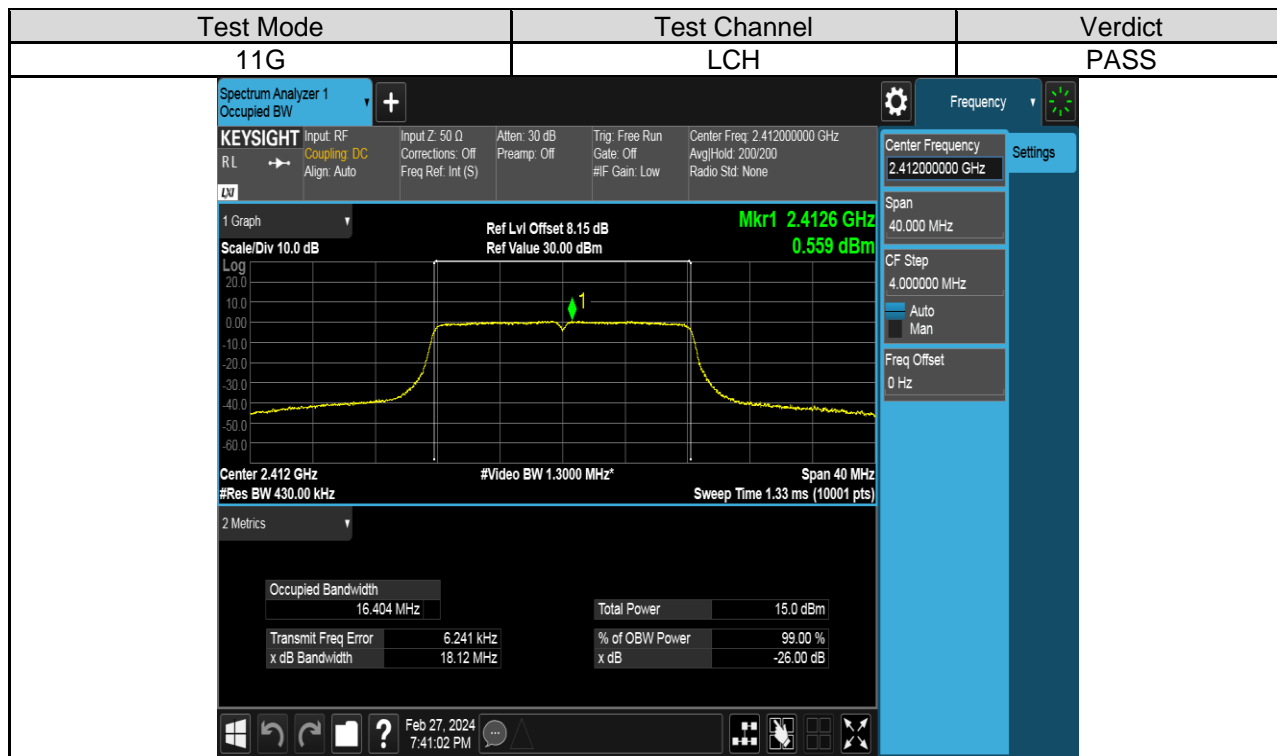 Test Mode Test Channel Verdict
11G LCH PASS
Spectrum Analyzer 1
Occupied BW
+
Frequency
KEYSIGHT Input: RF Input Z: 50 Ω Atten: 30 dB Trig: Free Run Center Freq: 2.412000000 GHz
RL Coupling: DC Corrections: Off Preamp: Off Gate: Off Avg|Hold: 200/200
Align: Auto Freq Ref: Int (S) #IF Gain: Low Radio Std: None
LXI
Center Frequency
2.412000000 GHz
Settings
Span
40.000 MHz
CF Step
4.000000 MHz
Auto
Man
Freq Offset
0 Hz
1 Graph
Ref Lvl Offset 8.15 dB
Mkr1 2.4126 GHz
Scale/Div 10.0 dB Ref Value 30.00 dBm 0.559 dBm
Log
20.0
10.0
0.00
-10.0
-20.0
-30.0
-40.0
-50.0
-60.0
1
Center 2.412 GHz #Video BW 1.3000 MHz* Span 40 MHz
#Res BW 430.00 kHz Sweep Time 1.33 ms (10001 pts)
2 Metrics
Occupied Bandwidth
16.404 MHz Total Power 15.0 dBm
Transmit Freq Error 6.241 kHz % of OBW Power 99.00 %
x dB Bandwidth 18.12 MHz x dB -26.00 dB
? Feb 27, 2024
7:41:02 PM